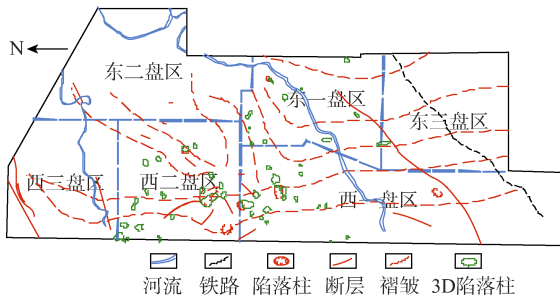 N
东二盘区
东一盘区
东三盘区
西三盘区
西二盘区
西一盘区
河流 铁路 陷落柱 断层 褶皱 3D陷落柱